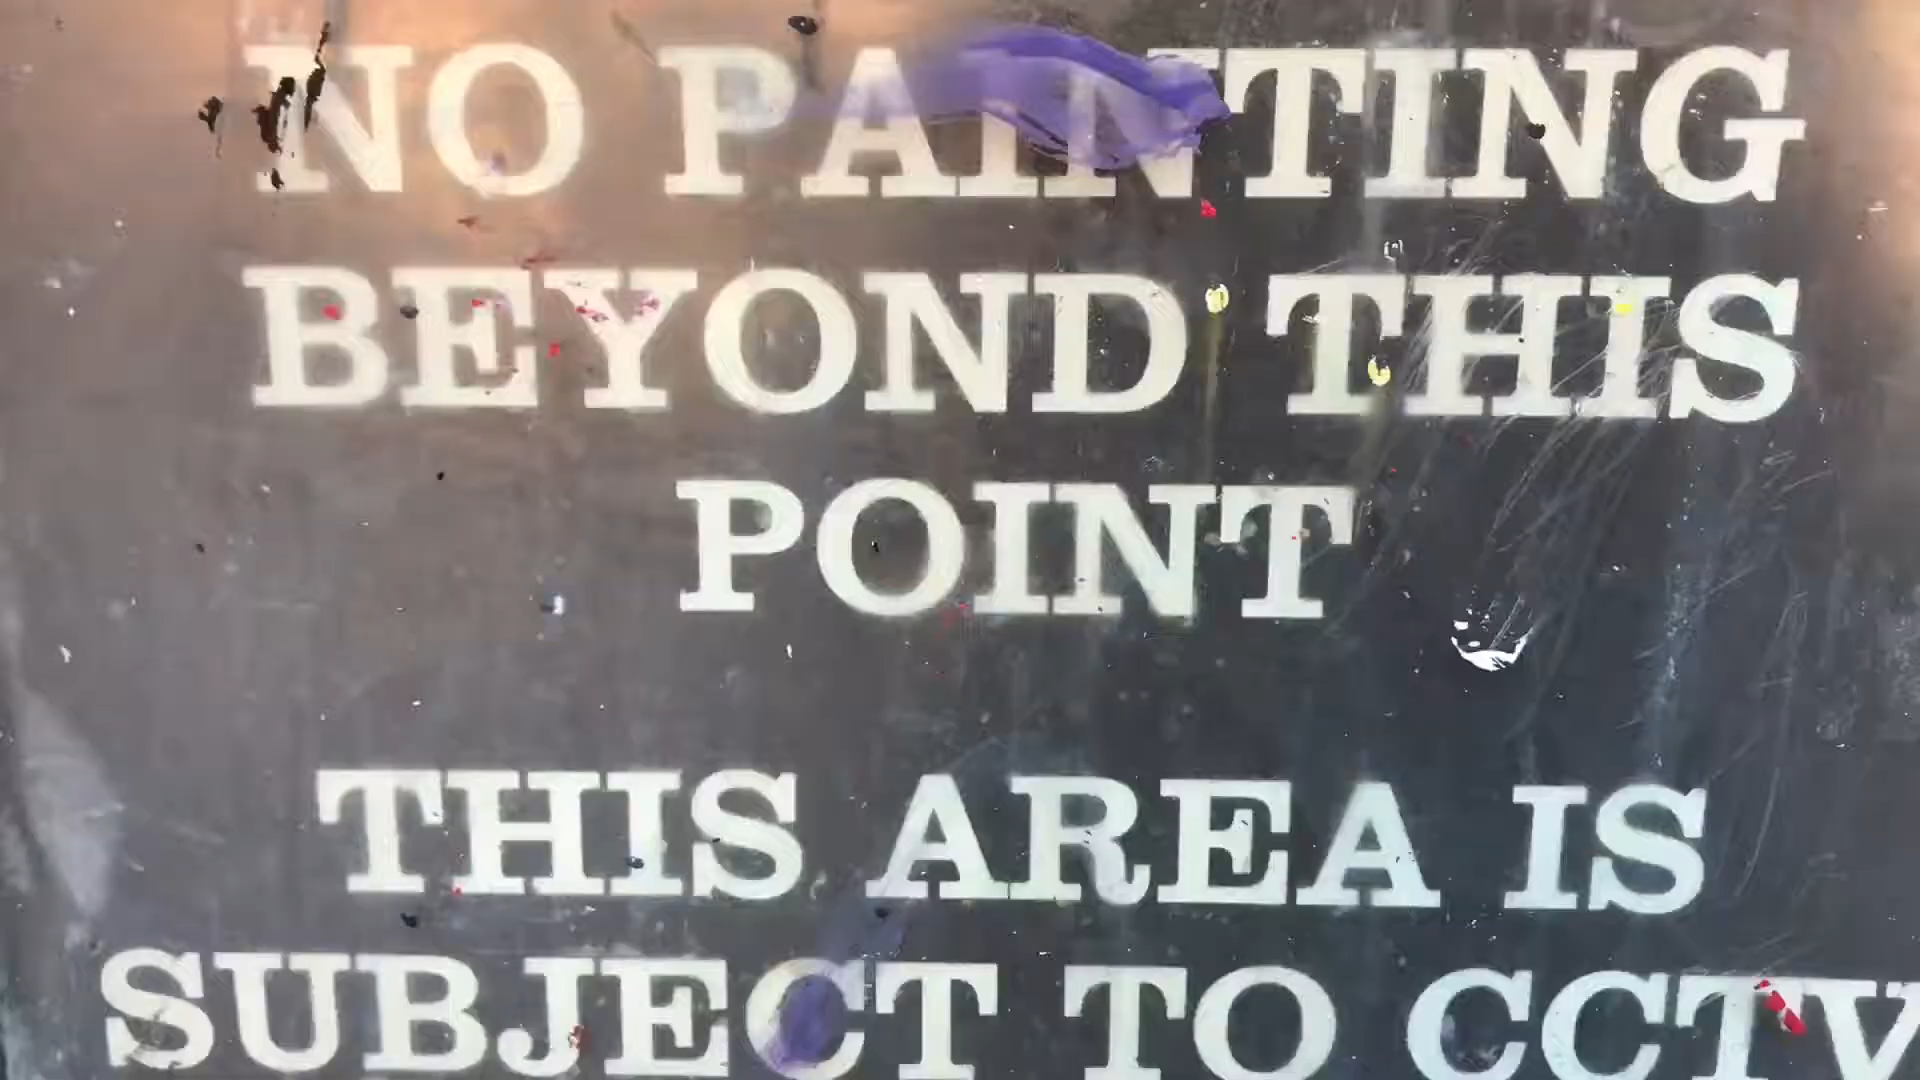 NO PAINTING
BEYOND THIS
POINT
THIS AREA IS
SUBJECT TO CCTV